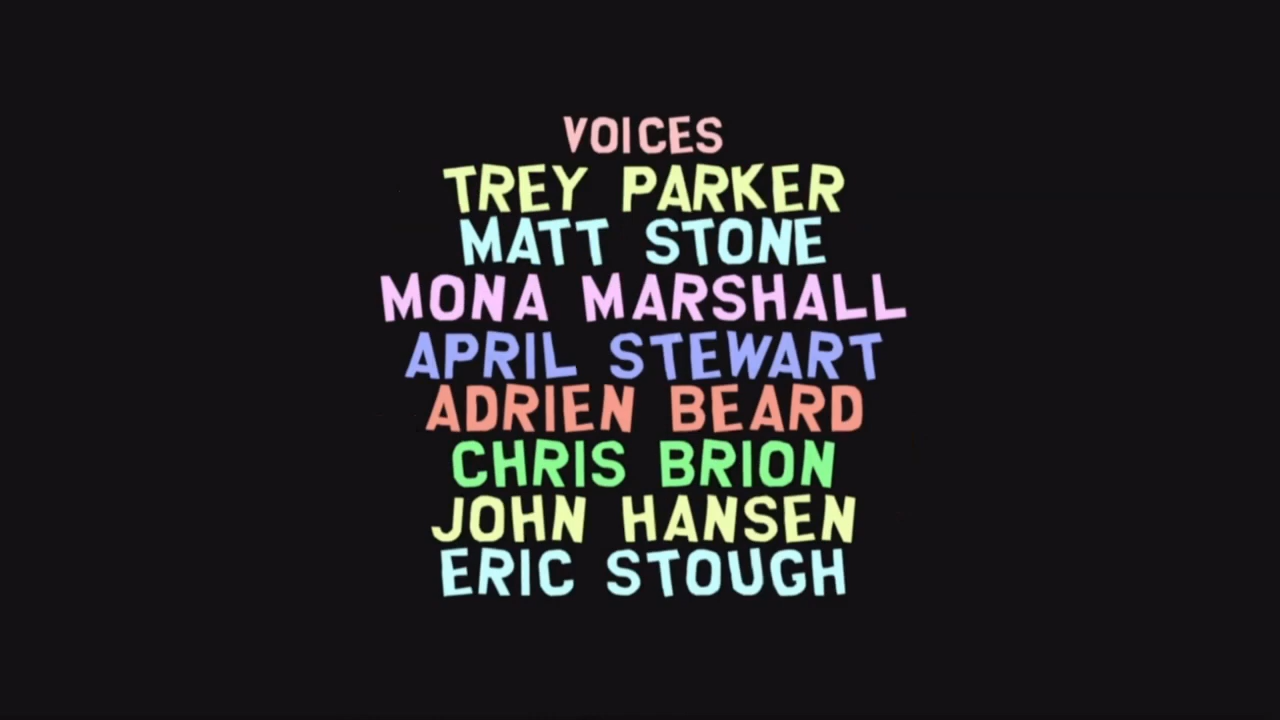 VOICES
TREY PARKER
MATT STONE
MONA MARSHALL
APRIL STEWART
ADRIEN BEARD
CHRIS BRION
JOHN HANSEN
ERIC STOUGH